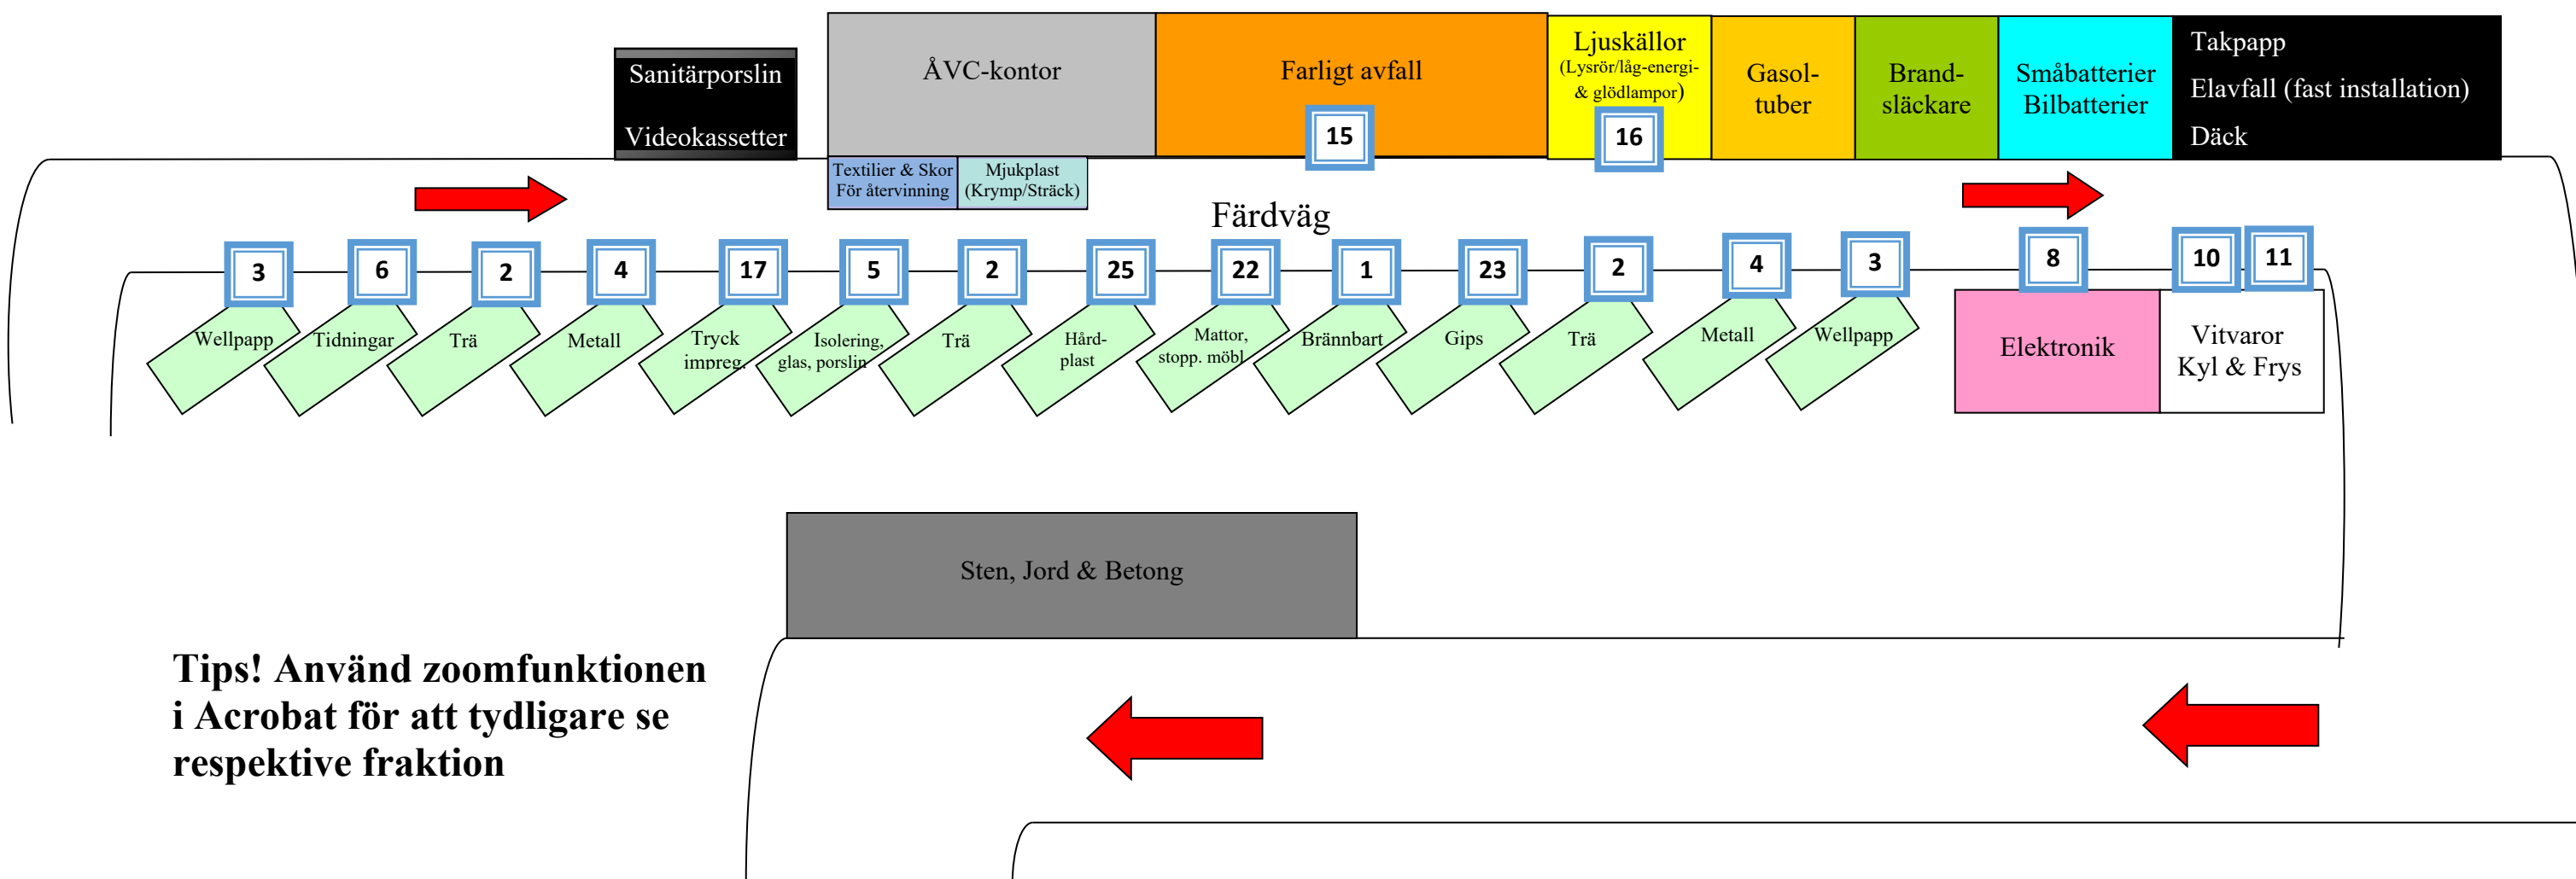 Sanitärporslin
Videokassetter
ÅVC-kontor
Farligt avfall
15
Ljuskällor
(Lysrör/låg-energi-
& glödlampor)
16
Gasol-
tuber
Brand-
släckare
Småbatterier
Bilbatterier
Takpapp
Elavfall (fast installation)
Däck
Textilier & Skor
För återvinning
Mjukplast
(Krymp/Sträck)
Färdväg
3
6
2
4
17
5
2
25
22
1
23
2
4
3
8
10
11
Wellpapp
Tidningar
Trä
Metall
Tryck
impreg.
Isolering,
glas, porslin
Trä
Hård-
plast
Mattor,
stopp. möbl
Brännbart
Gips
Trä
Metall
Wellpapp
Elektronik
Vitvaror
Kyl & Frys
Sten, Jord & Betong
Tips! Använd zoomfunktionen
i Acrobat för att tydligare se
respektive fraktion